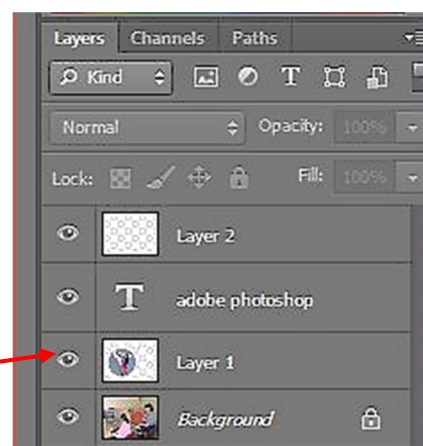 Layers Channels Paths
Kind T
Normal Opacity: 100%
Lock: Fill: 100%
Layer 2
T adobe photoshop
Layer 1
Background